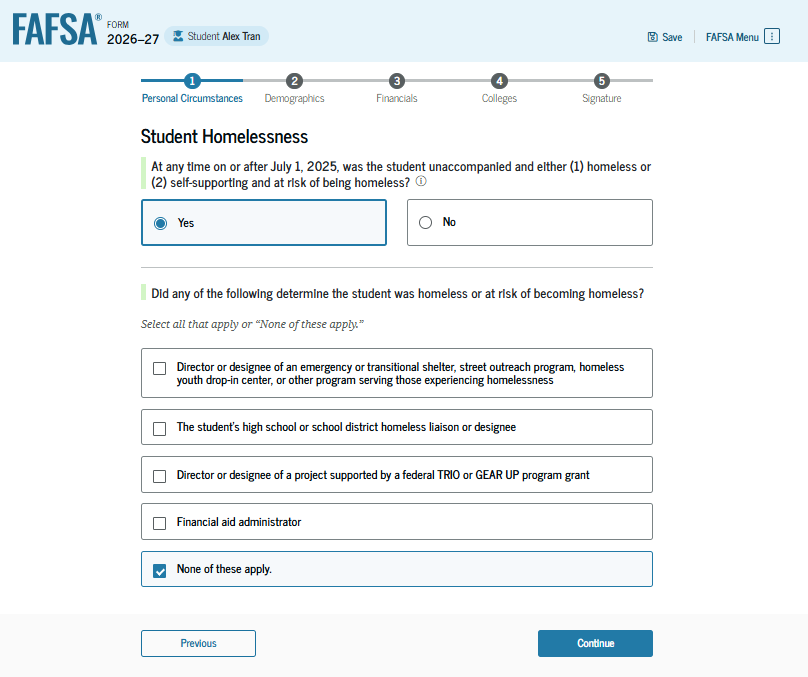 FAFSA®
FORM
2026–27
Student Alex Tran
Save
FAFSA Menu
1
2
3
4
5
Personal Circumstances
Demographics
Financials
Colleges
Signature
Student Homelessness
At any time on or after July 1, 2025, was the student unaccompanied and either (1) homeless or
(2) self-supporting and at risk of being homeless?
Yes
No
Did any of the following determine the student was homeless or at risk of becoming homeless?
Select all that apply or “None of these apply.”
Director or designee of an emergency or transitional shelter, street outreach program, homeless
youth drop-in center, or other program serving those experiencing homelessness
The student's high school or school district homeless liaison or designee
Director or designee of a project supported by a federal TRIO or GEAR UP program grant
Financial aid administrator
None of these apply.
Previous
Continue